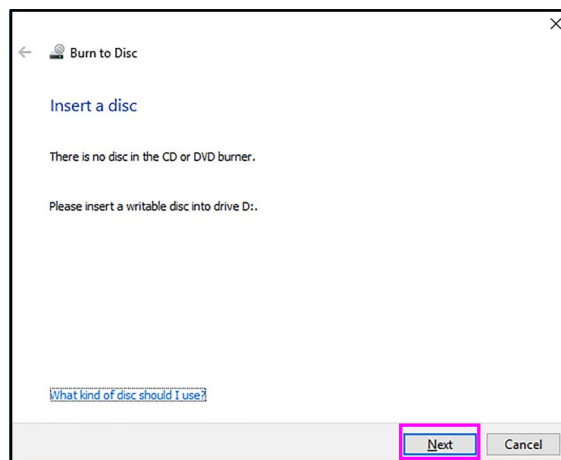 Burn to Disc
Insert a disc
There is no disc in the CD or DVD burner.
Please insert a writable disc into drive D:.
What kind of disc should I use?
Next
Cancel